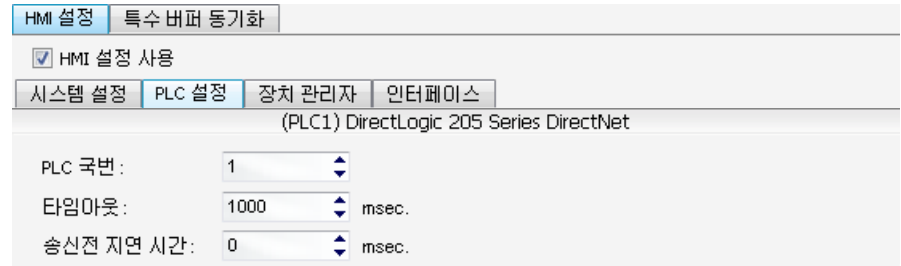 HMI 설정 특수 버퍼 동기화
HMI 설정 사용
시스템 설정 PLC 설정 장치 관리자 인터페이스
(PLC1) DirectLogic 205 Series DirectNet
PLC 국번 : 1
타임아웃 : 1000 msec.
송신전 지연 시간 : 0 msec.